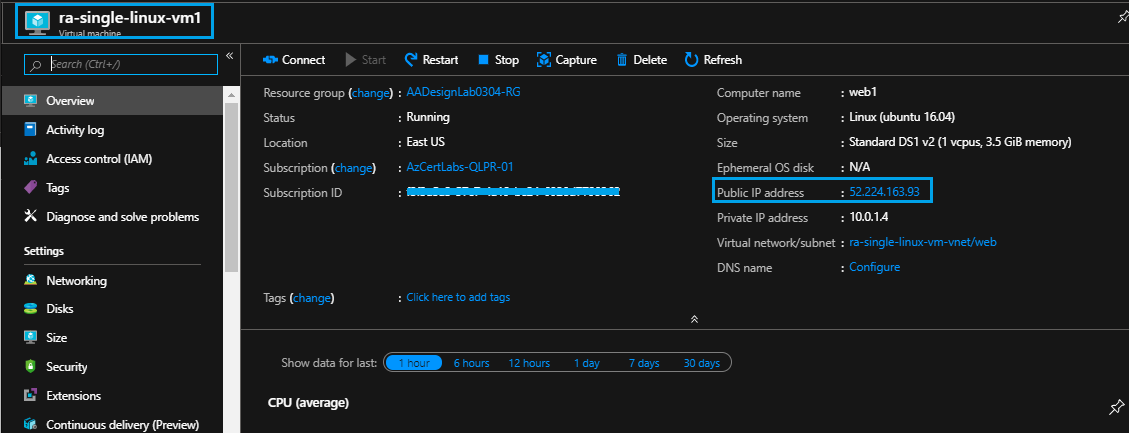 ra-single-linux-vm1
Virtual machine
Search (Ctrl+/)
«
Overview
Activity log
Access control (IAM)
Tags
Diagnose and solve problems
Settings
Networking
Disks
Size
Security
Extensions
Continuous delivery (Preview)
Connect Start Restart Stop Capture Delete Refresh
Resource group (change) : AADesignLab0304-RG
Status : Running
Location : East US
Subscription (change) : AzCertLabs-QLPR-01
Subscription ID :
Computer name : web1
Operating system : Linux (ubuntu 16.04)
Size : Standard DS1 v2 (1 vcpus, 3.5 GiB memory)
Ephemeral OS disk : N/A
Public IP address : 52.224.163.93
Private IP address : 10.0.1.4
Virtual network/subnet : ra-single-linux-vm-vnet/web
DNS name : Configure
Tags (change) : Click here to add tags
Show data for last: 1 hour 6 hours 12 hours 1 day 7 days 30 days
CPU (average)